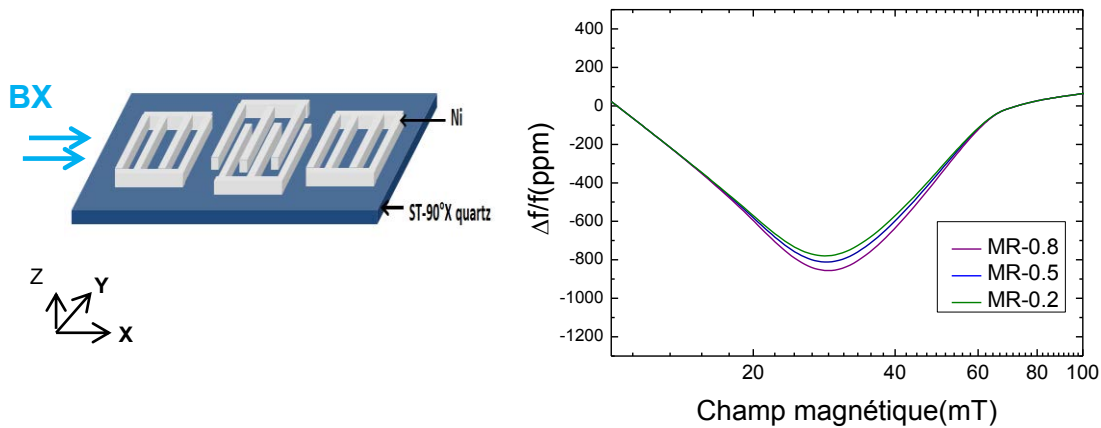 BX
Ni
ST-90°X quartz
Z
Y
X
400
200
0
-200
-400
-600
-800
-1000
-1200
Δf/f(ppm)
MR-0.8
MR-0.5
MR-0.2
20 40 60 80 100
Champ magnétique(mT)